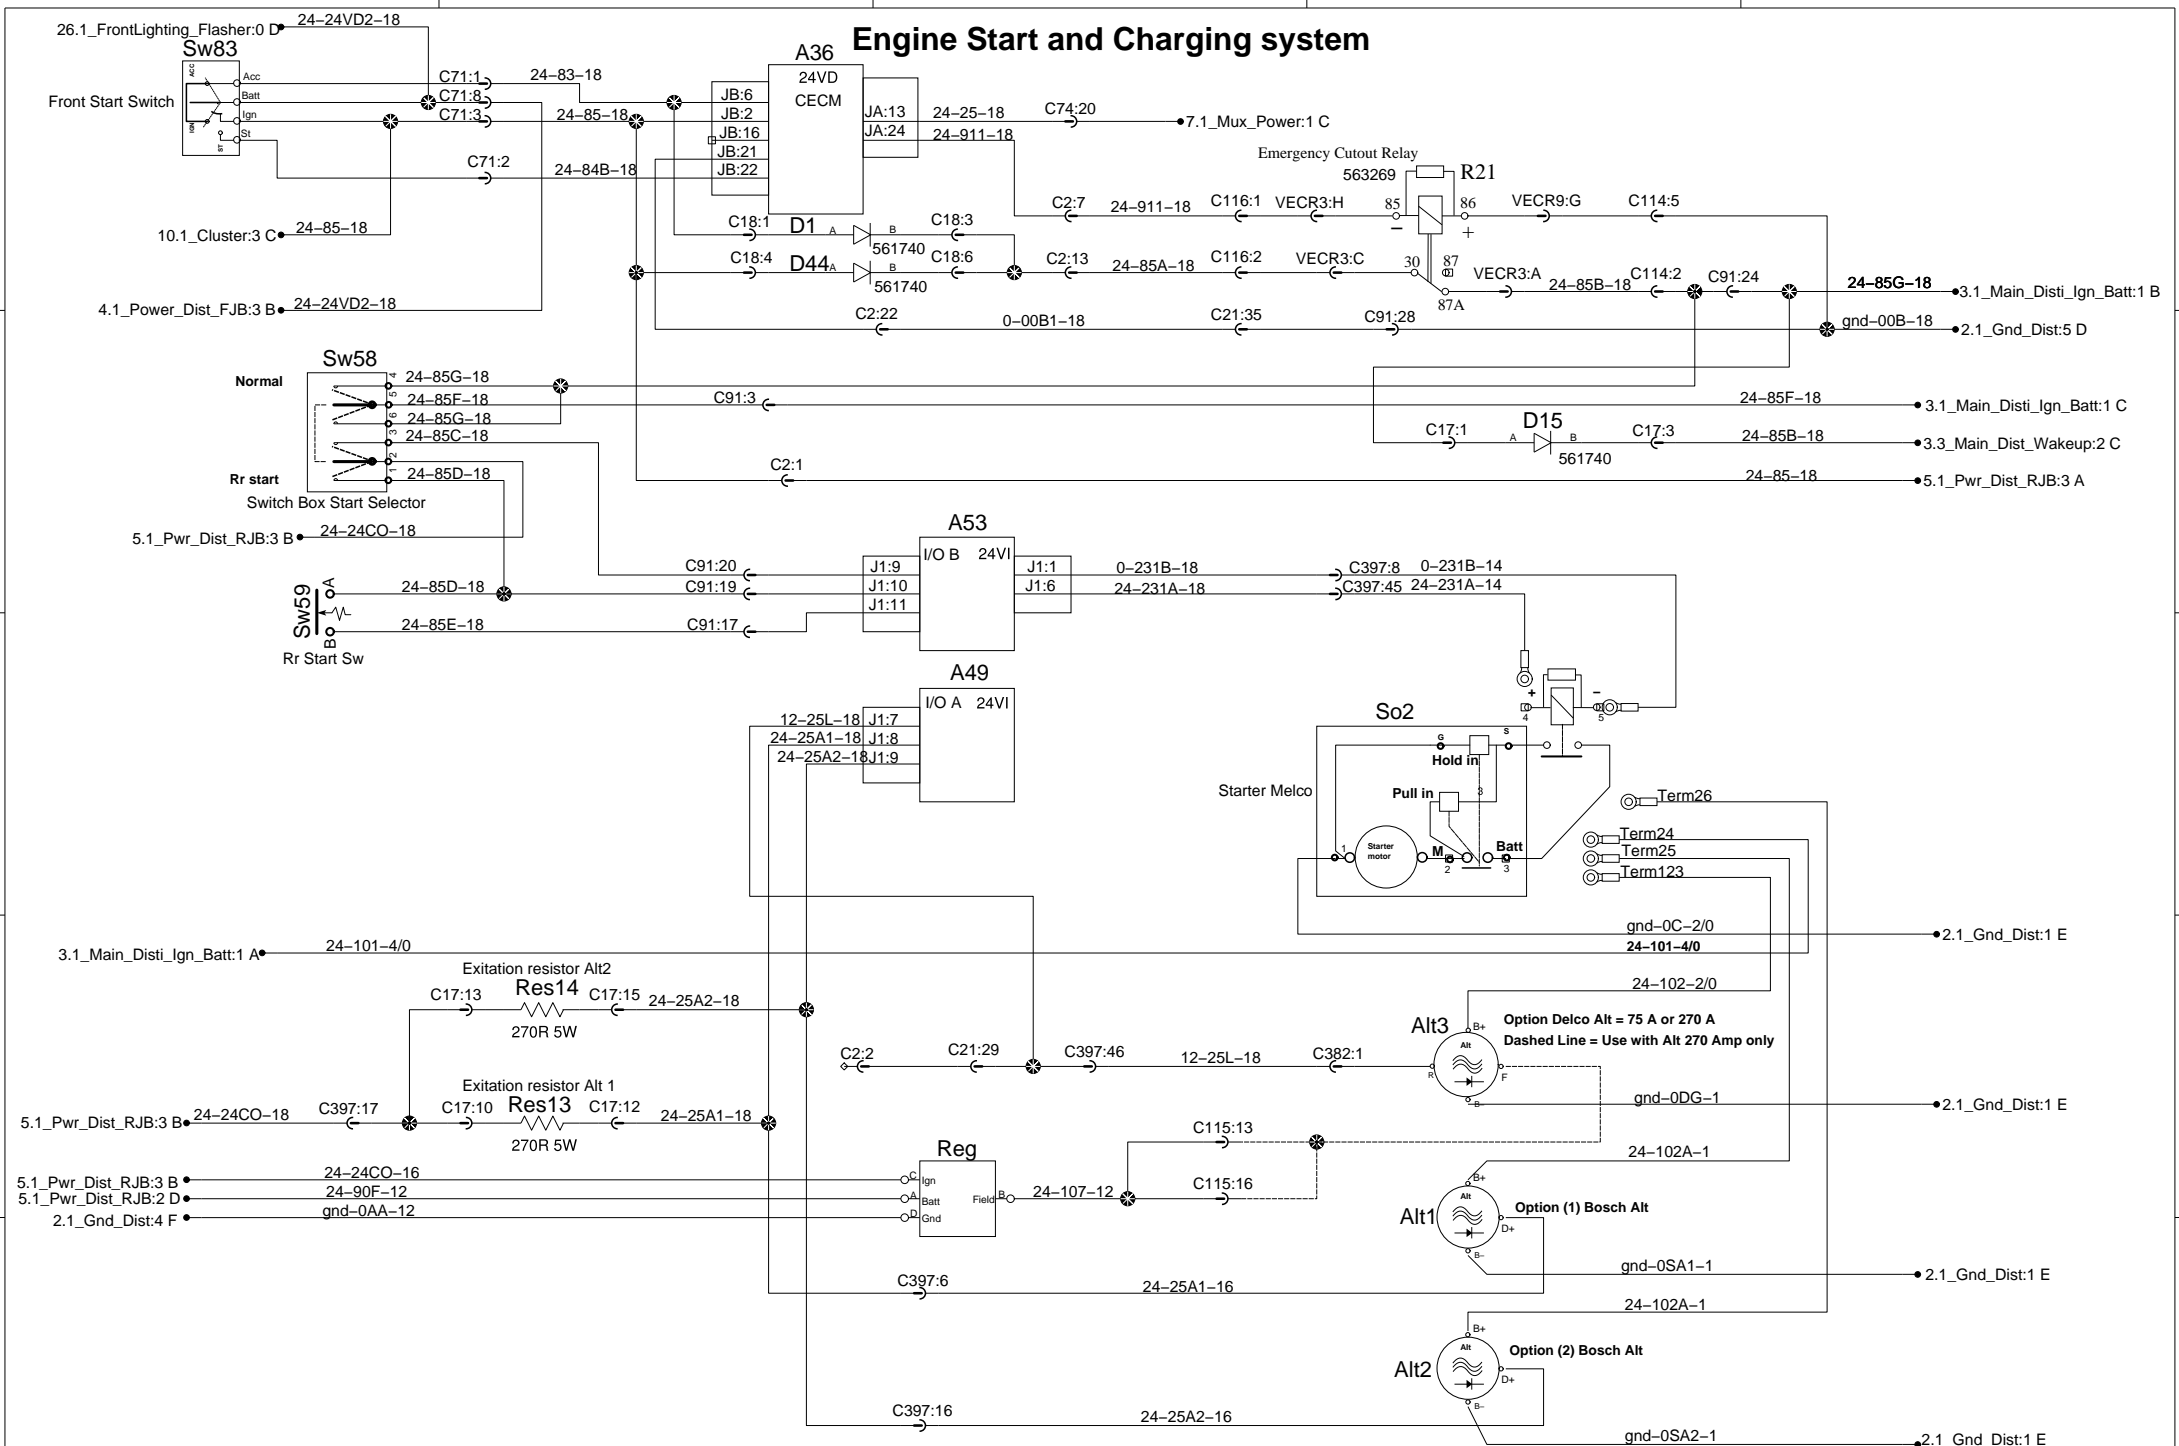 Engine Start and Charging system
26.1_FrontLighting_Flasher:0 D 24-24VD2-18
Sw83
Front Start Switch
ACC
IGN
ST
Acc
Batt
Ign
St
C71:1 24-83-18
C71:8
C71:3 24-85-18
C71:2 24-84B-18
A36
24VD
CECM
JB:6
JB:2
JB:16
JB:21
JB:22
JA:13 24-25-18 C74:20 7.1_Mux_Power:1 C
JA:24 24-911-18
Emergency Cutout Relay
563269 R21
C2:7 24-911-18 C116:1 VECR3:H 85 86 VECR9:G C114:5
− +
10.1_Cluster:3 C 24-85-18
C18:1 D1 A B C18:3
561740
C18:4 D44 A B C18:6 C2:13 24-85A-18 C116:2 VECR3:C 30 87
561740
87A VECR3:A 24-85B-18 C114:2 C91:24 24-85G-18 3.1_Main_Disti_Ign_Batt:1 B
4.1_Power_Dist_FJB:3 B 24-24VD2-18
C2:22 0-00B1-18 C21:35 C91:28 gnd-00B-18 2.1_Gnd_Dist:5 D
Sw58
Normal
4 24-85G-18
5 24-85F-18 C91:3 24-85F-18 3.1_Main_Disti_Ign_Batt:1 C
6 24-85G-18
3 24-85C-18
2
1 24-85D-18
Rr start
Switch Box Start Selector
C17:1 A D15 B C17:3 24-85B-18 3.3_Main_Dist_Wakeup:2 C
561740
C2:1 24-85-18 5.1_Pwr_Dist_RJB:3 A
5.1_Pwr_Dist_RJB:3 B 24-24CO-18
Sw59
A 24-85D-18
B 24-85E-18
Rr Start Sw
C91:20
C91:19
C91:17
A53
I/O B 24VI
J1:9
J1:10
J1:11
J1:1 0-231B-18 C397:8 0-231B-14
J1:6 24-231A-18 C397:45 24-231A-14
A49
I/O A 24VI
12-25L-18 J1:7
24-25A1-18 J1:8
24-25A2-18 J1:9
+ −
4 5
So2
Starter Melco
G S
Hold in
Pull in 3
Starter
motor
1 M Batt
2 3
Term26
Term24
Term25
Term123
gnd-0C-2/0 2.1_Gnd_Dist:1 E
3.1_Main_Disti_Ign_Batt:1 A 24-101-4/0 24-101-4/0
Exitation resistor Alt2
C17:13 Res14 C17:15 24-25A2-18
270R 5W
24-102-2/0
Alt3
B+
Alt
R F
B-
Option Delco Alt = 75 A or 270 A
Dashed Line = Use with Alt 270 Amp only
C2:2 C21:29 C397:46 12-25L-18 C382:1
gnd-0DG-1 2.1_Gnd_Dist:1 E
Exitation resistor Alt 1
5.1_Pwr_Dist_RJB:3 B 24-24CO-18 C397:17 C17:10 Res13 C17:12 24-25A1-18
270R 5W
Reg
5.1_Pwr_Dist_RJB:3 B 24-24CO-16 C Ign
5.1_Pwr_Dist_RJB:2 D 24-90F-12 A Batt
2.1_Gnd_Dist:4 F gnd-0AA-12 D Gnd
Field B 24-107-12
C115:13
C115:16
24-102A-1
Alt1
B+
Alt
D+
B-
Option (1) Bosch Alt
gnd-0SA1-1 2.1_Gnd_Dist:1 E
C397:6 24-25A1-16
24-102A-1
Alt2
B+
Alt
D+
B-
Option (2) Bosch Alt
C397:16 24-25A2-16
gnd-0SA2-1 2.1_Gnd_Dist:1 E